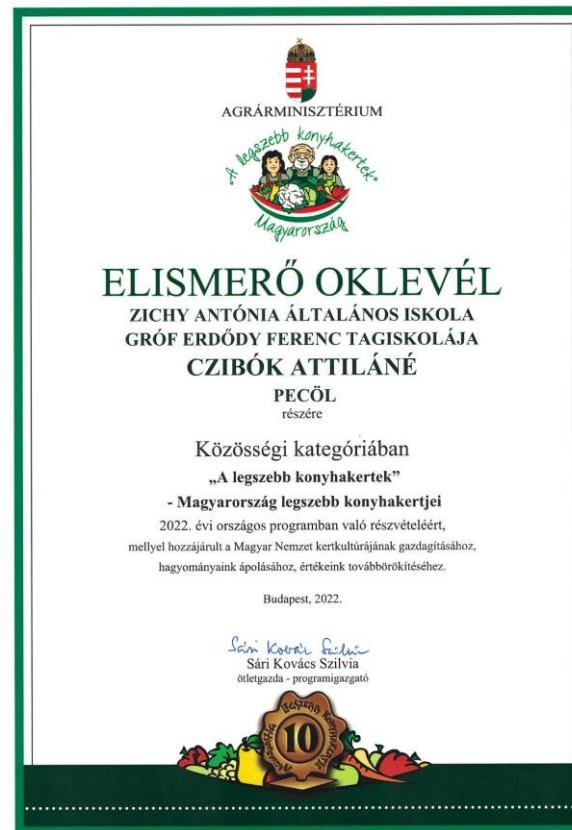 AGRÁRMINISZTÉRIUM
"A legszebb konyhakertek"
Magyarország
ELISMERŐ OKLEVÉL
ZICHY ANTÓNIA ÁLTALÁNOS ISKOLA
GRÓF ERDŐDY FERENC TAGISKOLÁJA
CZIBÓK ATTILÁNÉ
PECÖL
részére
Közösségi kategóriában
„A legszebb konyhakertek”
- Magyarország legszebb konyhakertjei
2022. évi országos programban való részvételéért,
mellyel hozzájárult a Magyar Nemzet kertkultúrájának gazdagításához,
hagyományaink ápolásához, értékeink továbbörökítéséhez.
Budapest, 2022.
Sári Kovács Szilvia
Sári Kovács Szilvia
ötletgazda - programigazgató
LEGSZEBB KONYHAKERTJE
10